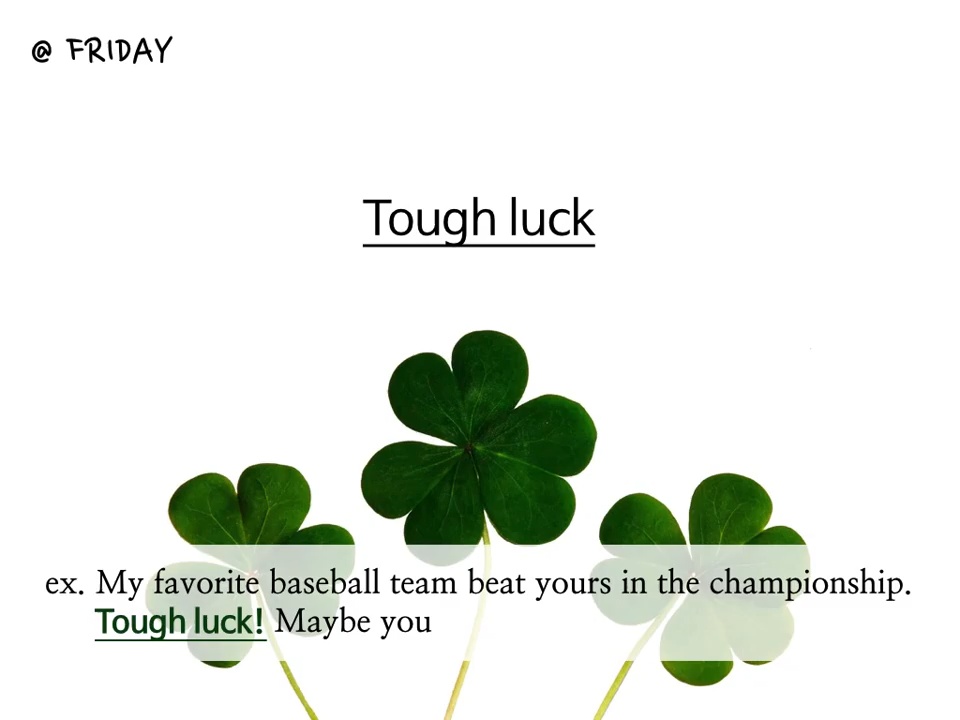 @ FRIDAY
Tough luck
ex. My favorite baseball team beat yours in the championship.
Tough luck! Maybe you